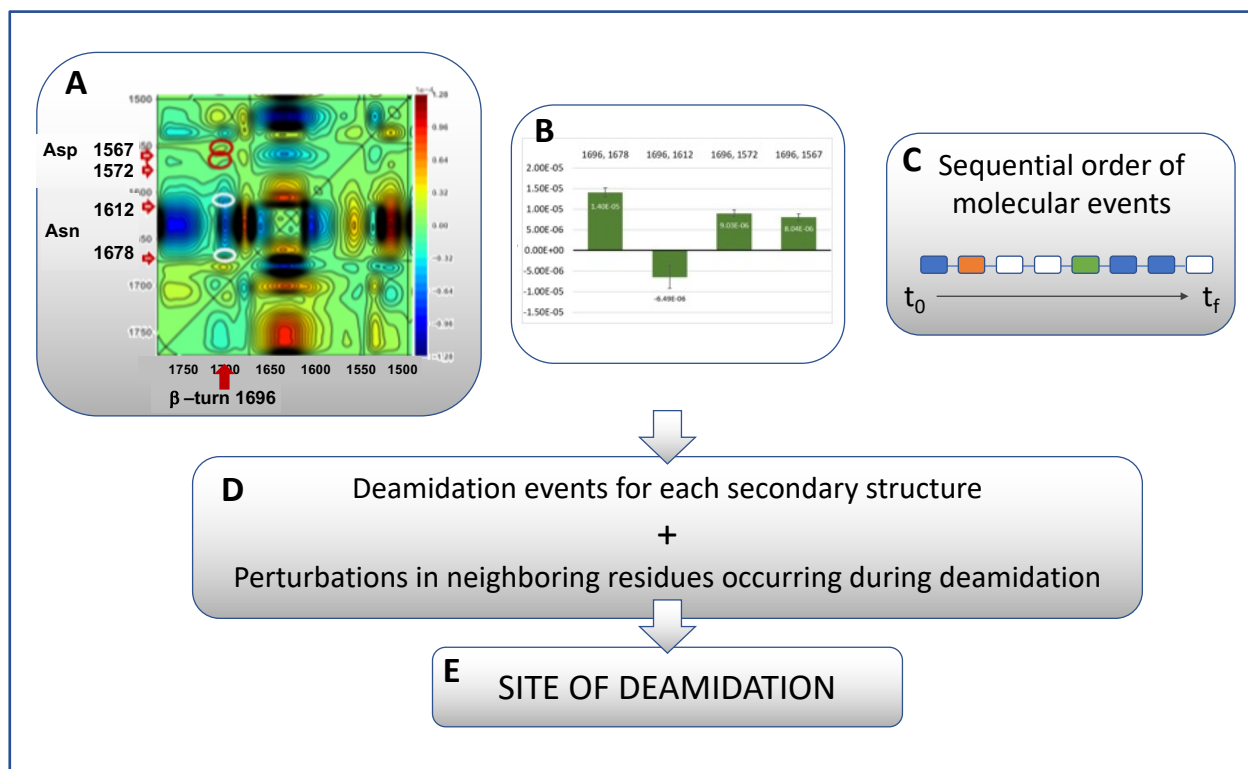 A
1500
Asp 1567
1572
1600
1612
Asn
1678
1700
1750
1750 1700 1650 1600 1550 1500
β –turn 1696
1.28
0.96
0.64
0.32
0.00
−0.32
−0.64
−0.96
−1.28
B
1696, 1678 1696, 1612 1696, 1572 1696, 1567
2.00E-05
1.50E-05
1.00E-05
5.00E-06
0.00E+00
-5.00E-06
-1.00E-05
-1.50E-05
1.40E-05
-6.49E-06
9.03E-06
8.04E-06
C
Sequential order of
molecular events
t0 tf
D
Deamidation events for each secondary structure
+
Perturbations in neighboring residues occurring during deamidation
E
SITE OF DEAMIDATION